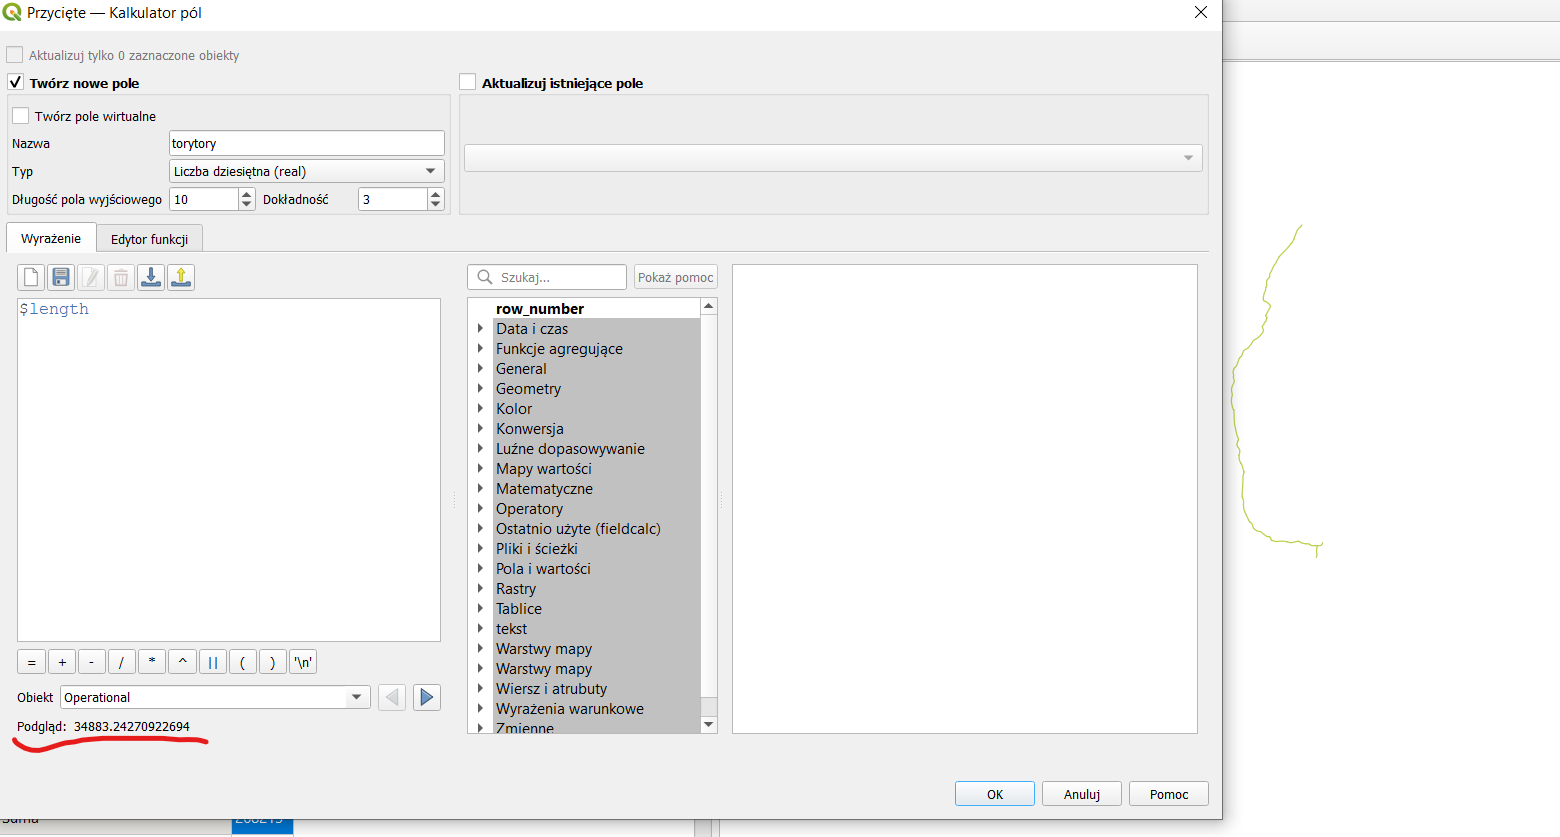 Przycięte — Kalkulator pól
Aktualizuj tylko 0 zaznaczone obiekty
Twórz nowe pole
Aktualizuj istniejące pole
Twórz pole wirtualne
Nazwa torytory
Typ Liczba dziesiętna (real)
Długość pola wyjściowego 10 Dokładność 3
Wyrażenie Edytor funkcji
Szukaj... Pokaż pomoc
$length
row_number
Data i czas
Funkcje agregujące
General
Geometry
Kolor
Konwersja
Luźne dopasowywanie
Mapy wartości
Matematyczne
Operatory
Ostatnio użyte (fieldcalc)
Pliki i ścieżki
Pola i wartości
Rastry
Tablice
tekst
Warstwy mapy
Warstwy mapy
Wiersz i atrubuty
Wyrażenia warunkowe
Zmienne
= + - / * ^ || ( ) '\n'
Obiekt Operational
Podgląd: 34883.24270922694
OK Anuluj Pomoc
Suma